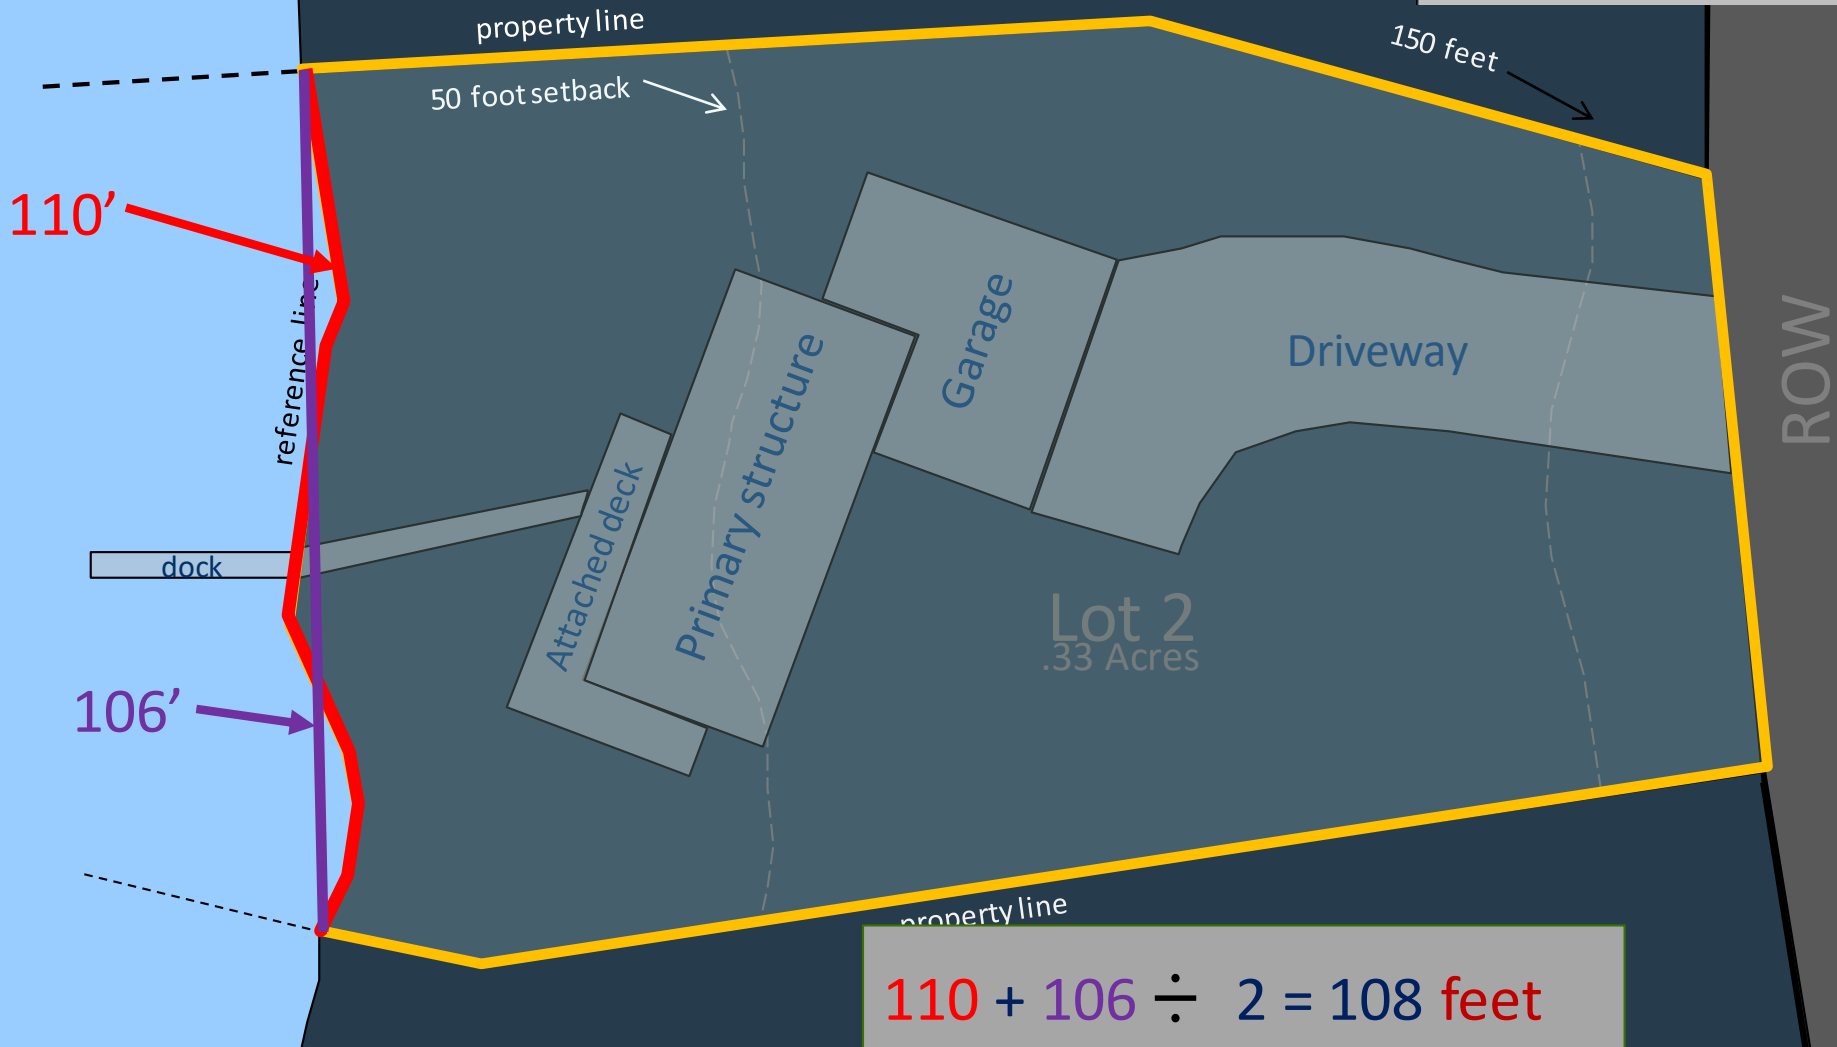 property line
150 feet
50 foot setback
110’
reference line
Garage
Driveway
ROW
Primary structure
Attached deck
dock
Lot 2
.33 Acres
106’
property line
110 + 106 ÷ 2 = 108 feet